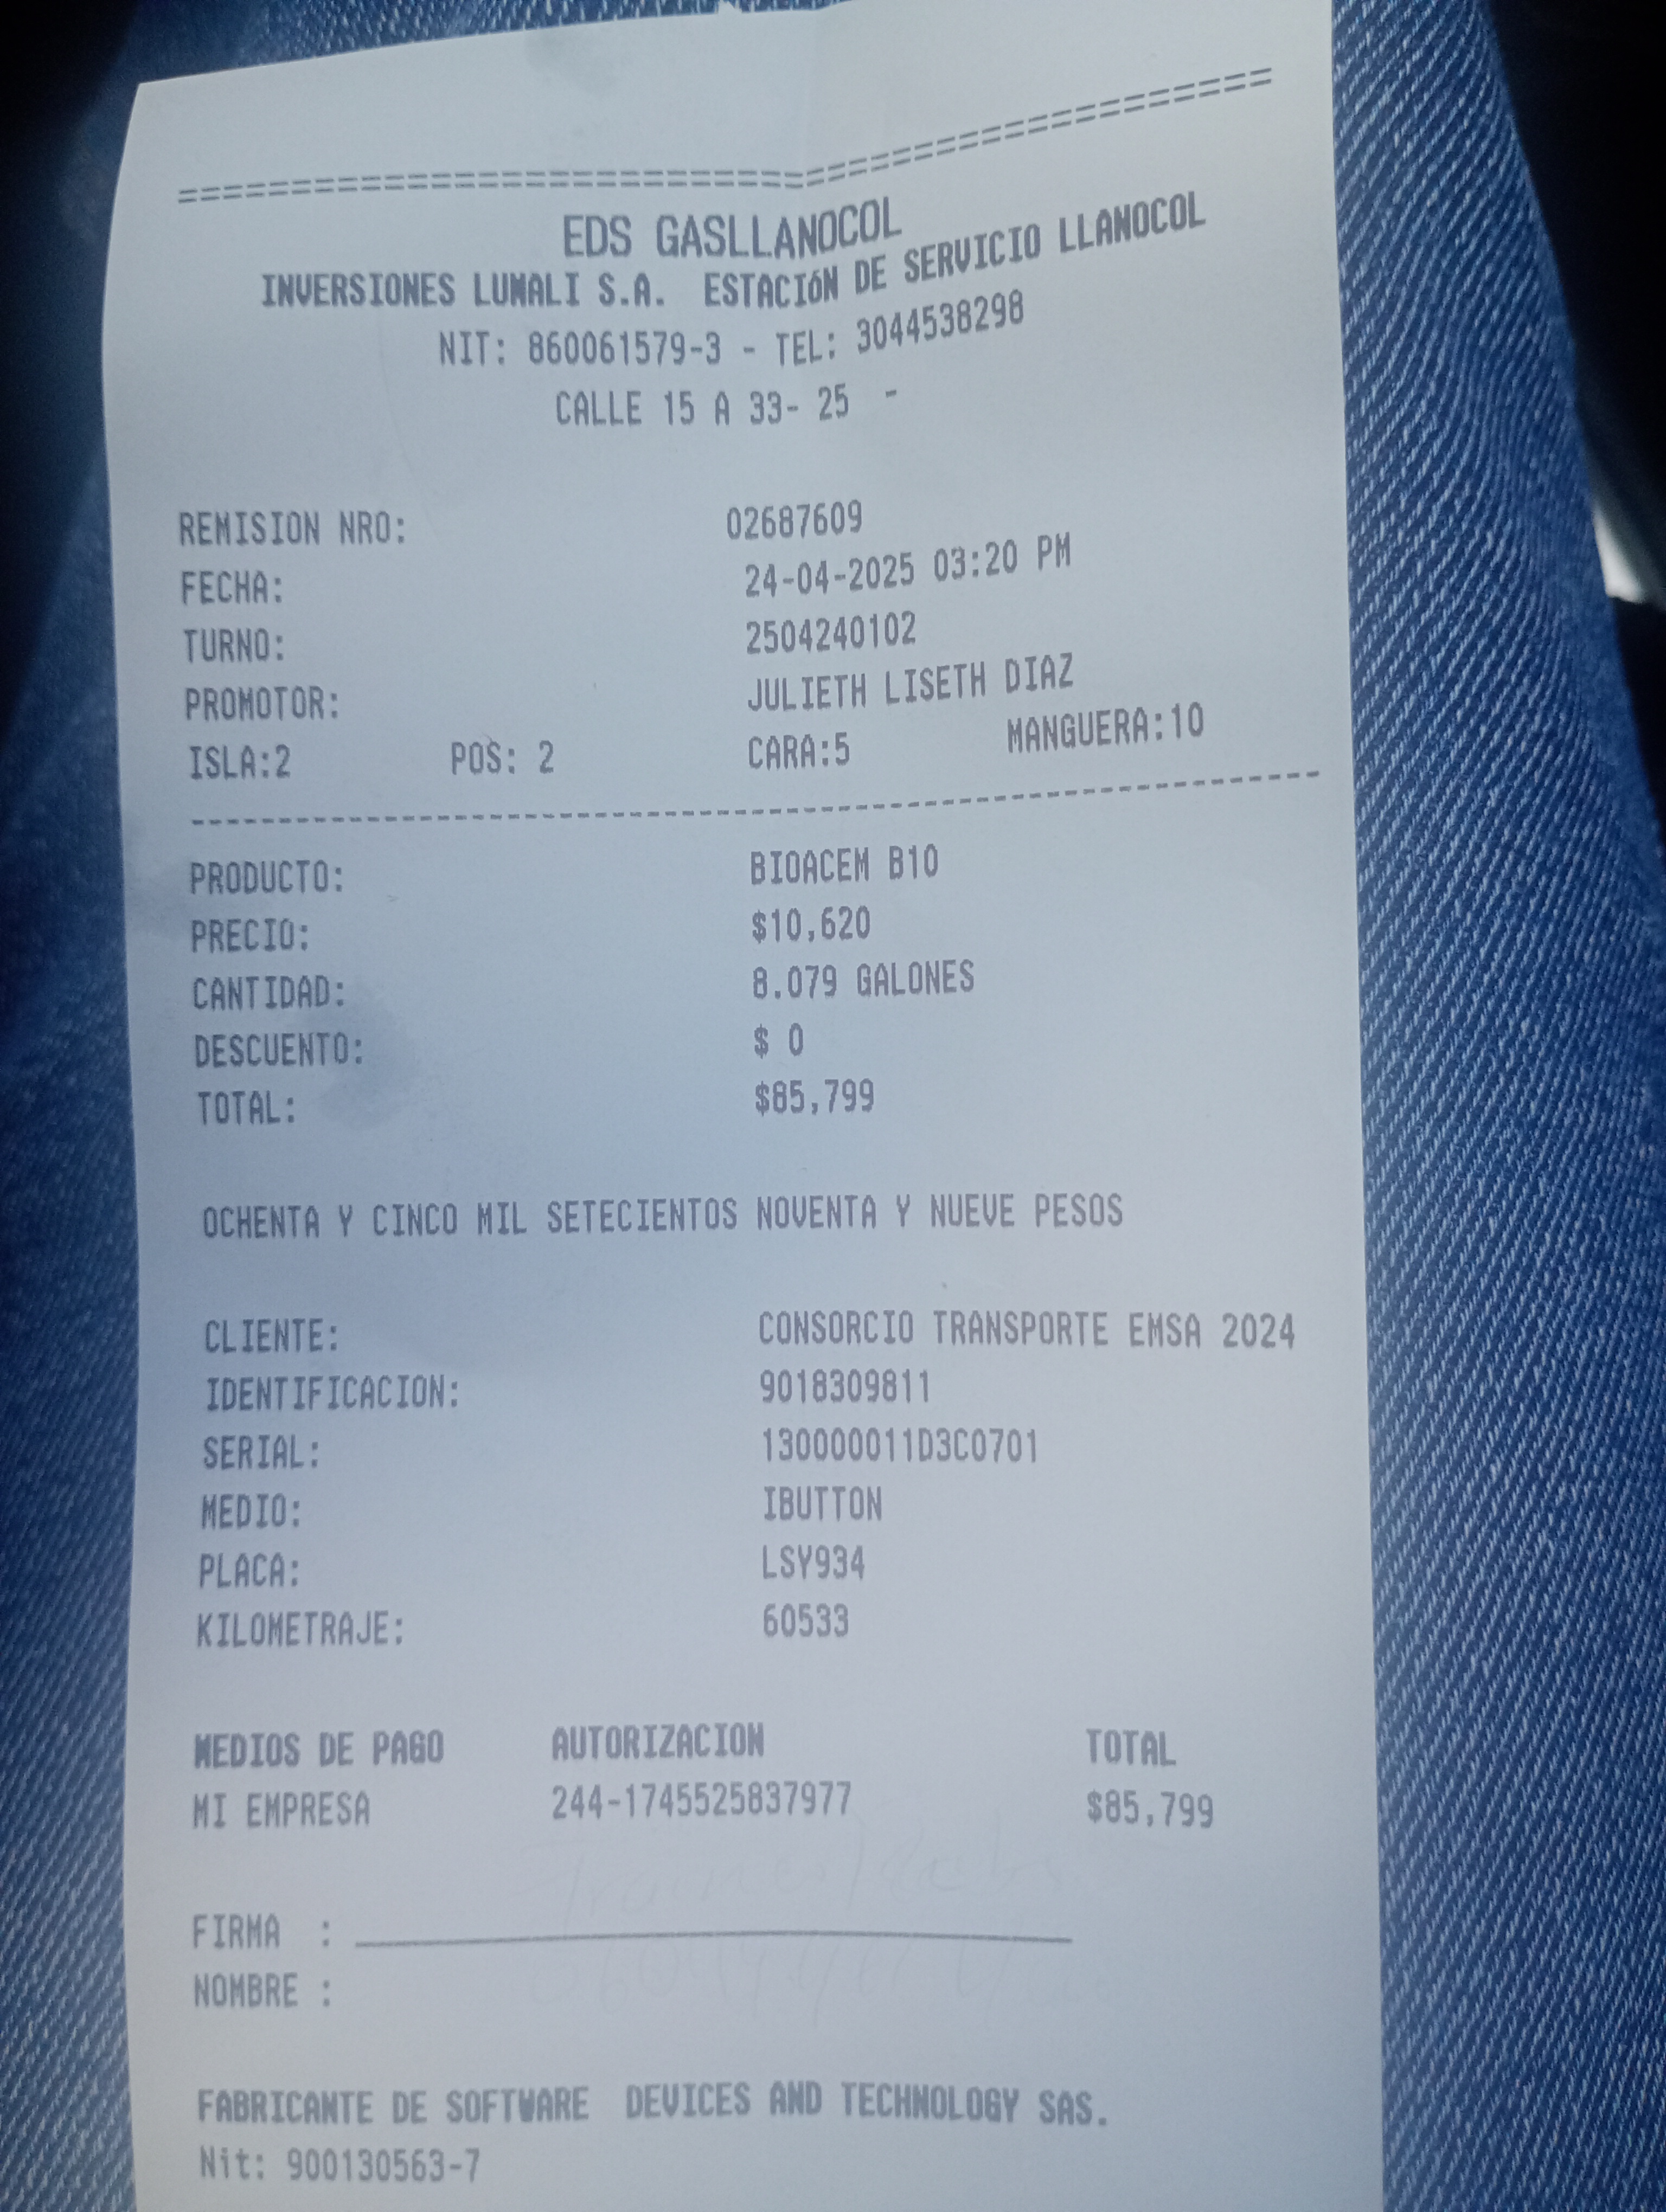 ========================================
EDS GASLLANOCOL
INVERSIONES LUMALI S.A. ESTACIÓN DE SERVICIO LLANOCOL
NIT: 860061579-3 - TEL: 3044538298
CALLE 15 A 33- 25 -
REMISION NRO: 02687609
FECHA: 24-04-2025 03:20 PM
TURNO: 2504240102
PROMOTOR: JULIETH LISETH DIAZ
ISLA:2 POS: 2 CARA:5 MANGUERA:10
PRODUCTO: BIOACEM B10
PRECIO: $10,620
CANTIDAD: 8.079 GALONES
DESCUENTO: $ 0
TOTAL: $85,799
OCHENTA Y CINCO MIL SETECIENTOS NOVENTA Y NUEVE PESOS
CLIENTE: CONSORCIO TRANSPORTE EMSA 2024
IDENTIFICACION: 9018309811
SERIAL: 130000011D3C0701
MEDIO: IBUTTON
PLACA: LSY934
KILOMETRAJE: 60533
MEDIOS DE PAGO AUTORIZACION TOTAL
MI EMPRESA 244-1745525837977 $85,799
FIRMA :
NOMBRE :
FABRICANTE DE SOFTWARE DEVICES AND TECHNOLOGY SAS.
Nit: 900130563-7